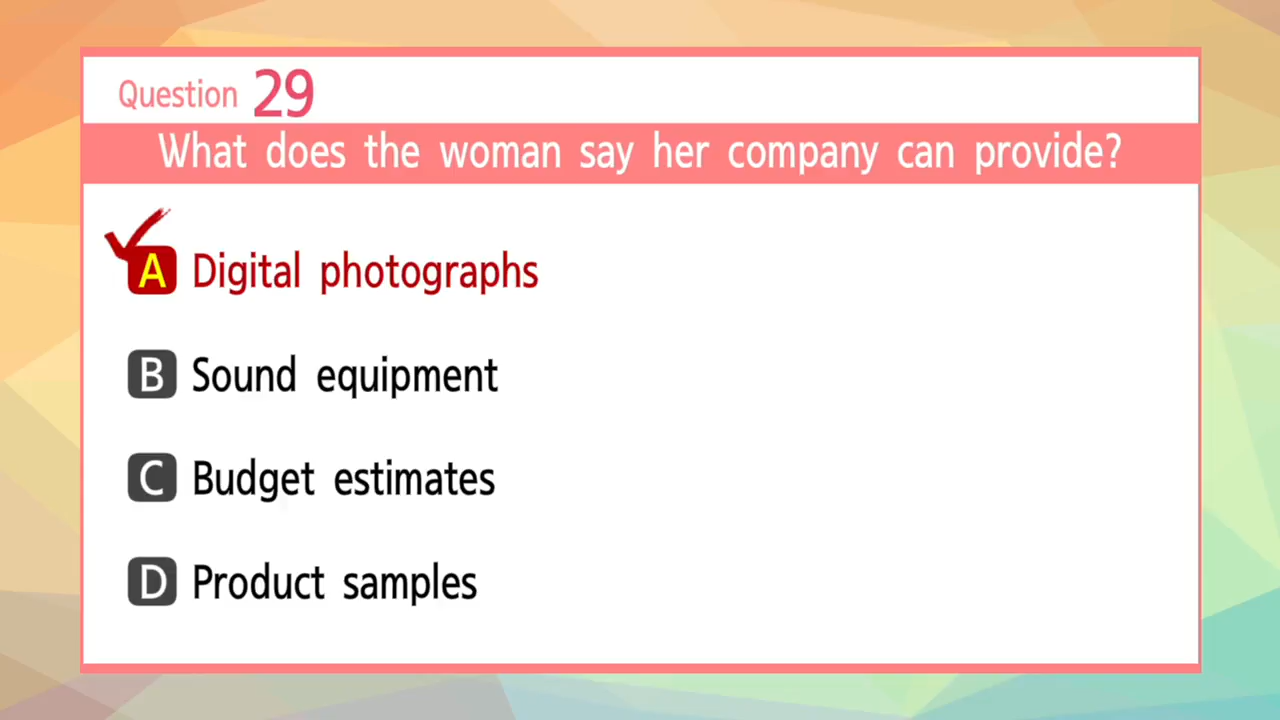 Question 29
What does the woman say her company can provide?
A Digital photographs
B Sound equipment
C Budget estimates
D Product samples